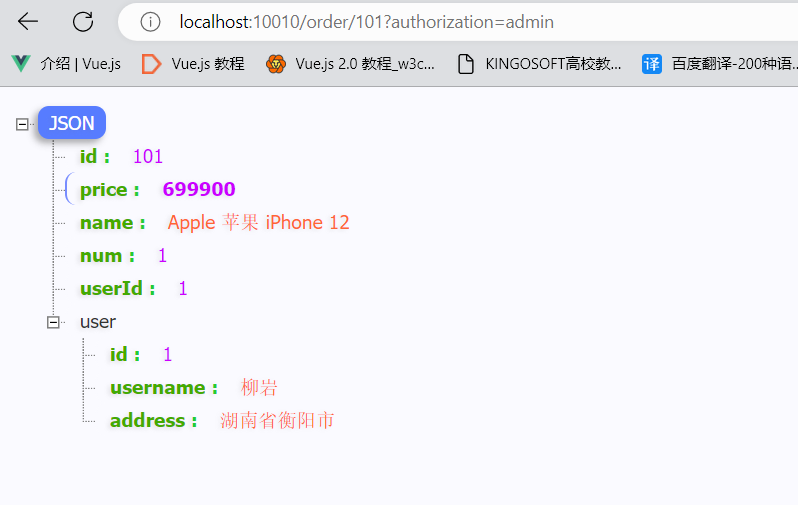 localhost:10010/order/101?authorization=admin
介绍 | Vue.js Vue.js 教程 Vue.js 2.0 教程_w3c... KINGOSOFT高校教... 译 百度翻译-200种语...
JSON
id : 101
price : 699900
name : Apple 苹果 iPhone 12
num : 1
userId : 1
user
id : 1
username : 柳岩
address : 湖南省衡阳市